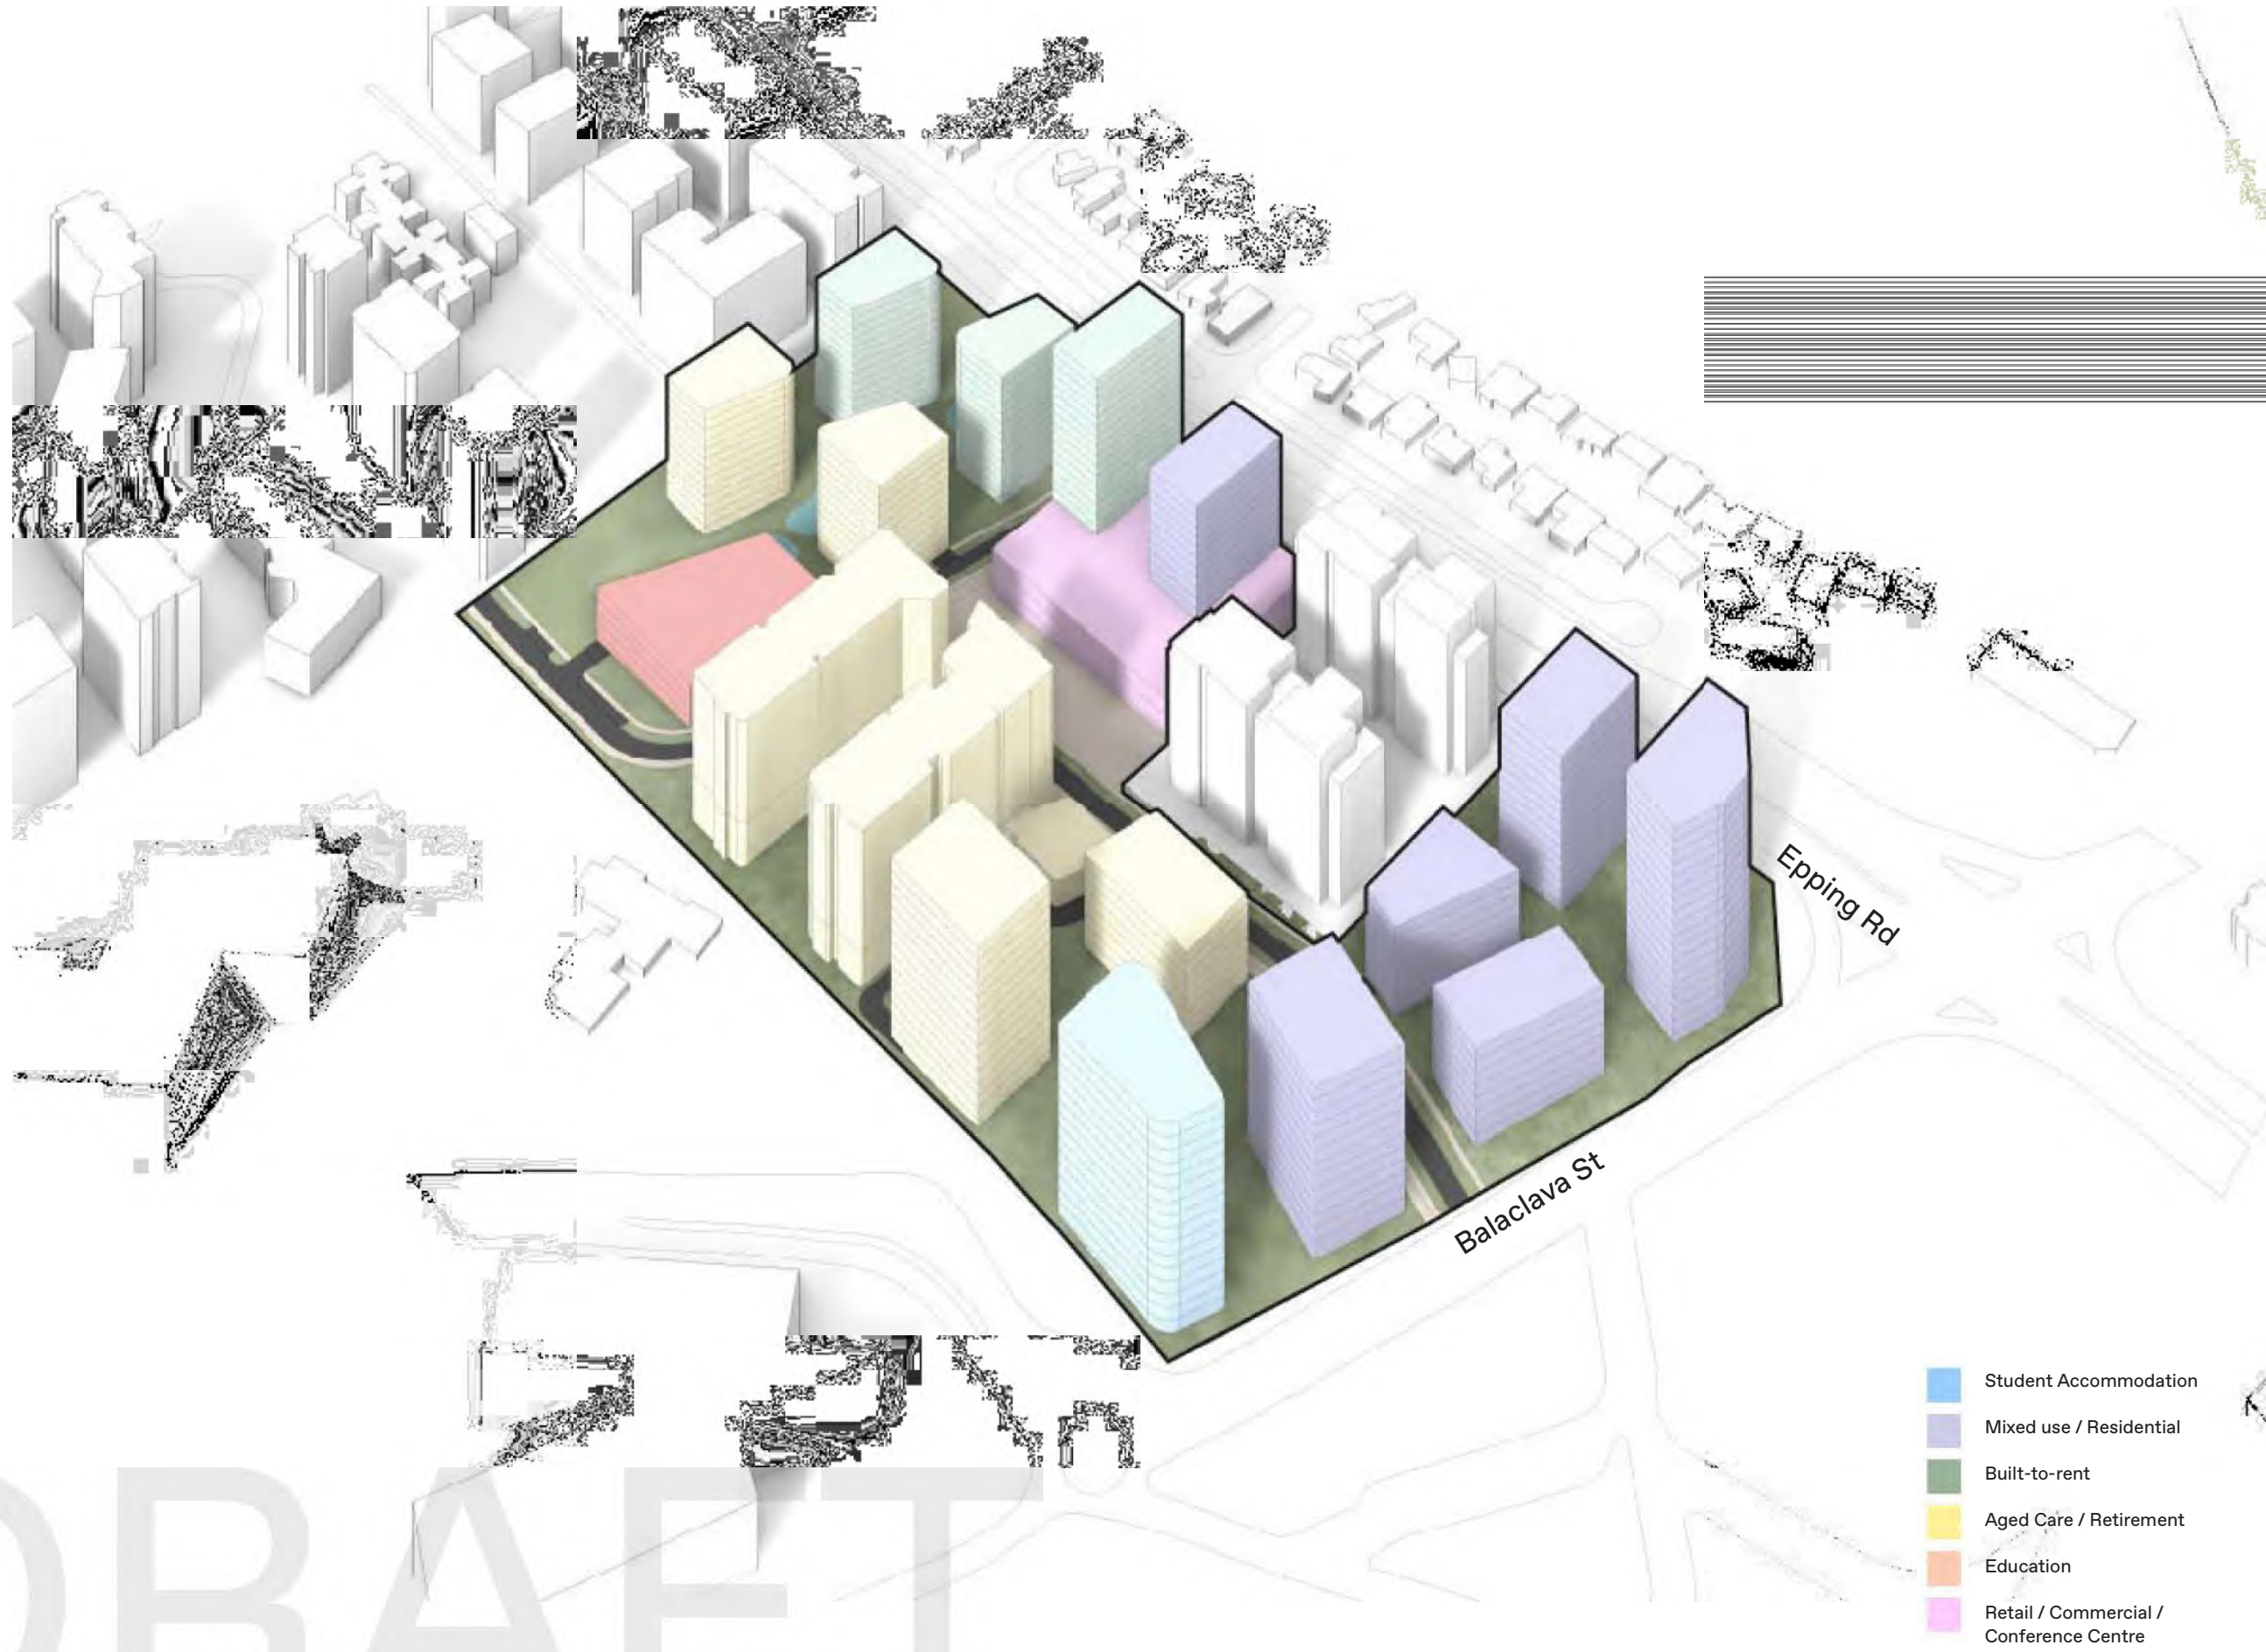 Epping Rd
Balaclava St
Student Accommodation
Mixed use / Residential
Built-to-rent
Aged Care / Retirement
Education
Retail / Commercial /
Conference Centre
DRAFT